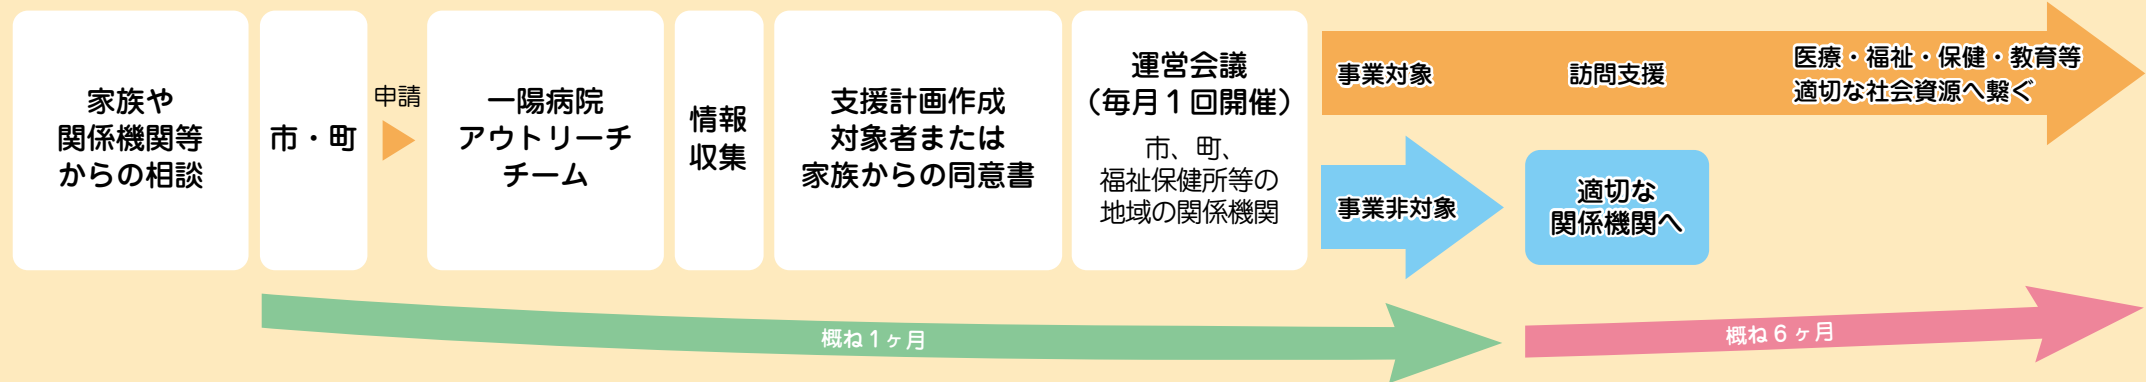 家族や
関係機関等
からの相談
市・町
申請
一陽病院
アウトリーチ
チーム
情報
収集
支援計画作成
対象者または
家族からの同意書
運営会議
（毎月１回開催）
市、町、
福祉保健所等の
地域の関係機関
事業対象
訪問支援
医療・福祉・保健・教育等
適切な社会資源へ繋ぐ
事業非対象
適切な
関係機関へ
概ね１ヶ月
概ね６ヶ月